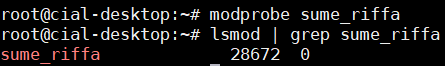 root@cial-desktop:~# modprobe sume_riffa
root@cial-desktop:~# lsmod | grep sume_riffa
sume_riffa 28672 0